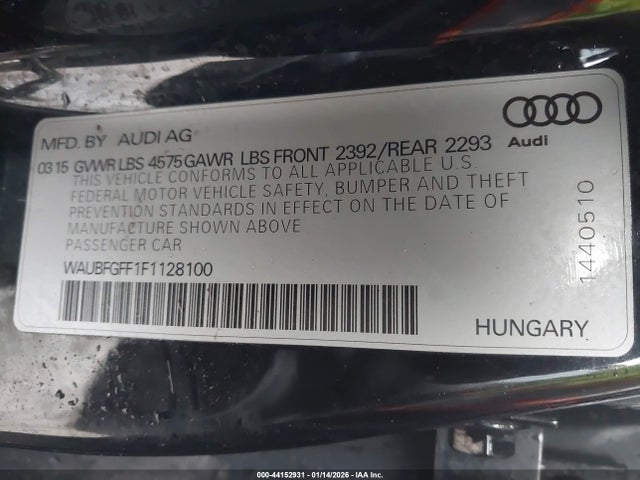 MFD. BY AUDI AG
0315 GVWR LBS 4575 GAWR LBS FRONT 2392/REAR 2293
THIS VEHICLE CONFORMS TO ALL APPLICABLE U.S.
FEDERAL MOTOR VEHICLE SAFETY, BUMPER AND THEFT
PREVENTION STANDARDS IN EFFECT ON THE DATE OF
MANUFACTURE SHOWN ABOVE
PASSENGER CAR
WAUBFGFF1F1128100
Audi
1440510
HUNGARY
000-44152931 - 01/14/2026 - IAA Inc.